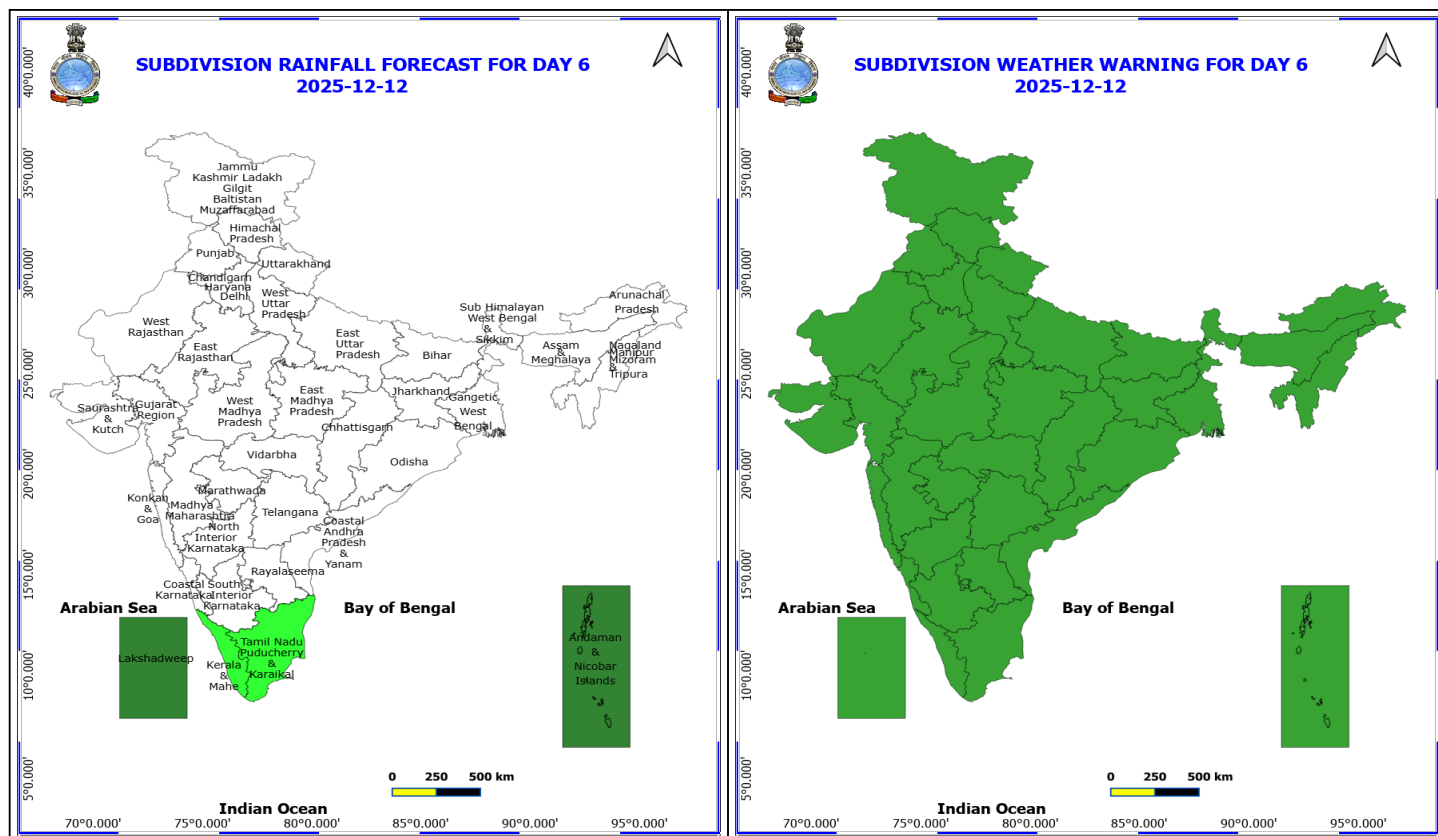 SUBDIVISION RAINFALL FORECAST FOR DAY 6
2025-12-12
40°0.000'
35°0.000'
30°0.000'
25°0.000'
20°0.000'
15°0.000'
10°0.000'
5°0.000'
Jammu
Kashmir Ladakh
Gilgit
Baltistan
Muzaffarabad
Himachal
Pradesh
Punjab
Uttarakhand
Chandigarh
Haryana
Delhi
West
Uttar
Pradesh
West
Rajasthan
East
Rajasthan
East
Uttar
Pradesh
Bihar
Sub Himalayan
West Bengal
&
Sikkim
Arunachal
Pradesh
Assam
&
Meghalaya
Nagaland
Manipur
Mizoram
&
Tripura
Saurashtra
&
Kutch
Gujarat
Region
West
Madhya
Pradesh
East
Madhya
Pradesh
Jharkhand
Gangetic
West
Bengal
Chhattisgarh
Vidarbha
Odisha
Konkan
&
Goa
Madhya
Maharashtra
Marathwada
Telangana
North
Interior
Karnataka
Coastal
Andhra
Pradesh
&
Yanam
Rayalaseema
Coastal
Karnataka
South
Interior
Karnataka
Arabian Sea
Bay of Bengal
Lakshadweep
Kerala
&
Mahe
Tamil Nadu
Puducherry
&
Karaikal
Andaman
&
Nicobar
Islands
0 250 500 km
Indian Ocean
70°0.000' 75°0.000' 80°0.000' 85°0.000' 90°0.000' 95°0.000'
SUBDIVISION WEATHER WARNING FOR DAY 6
2025-12-12
40°0.000'
35°0.000'
30°0.000'
25°0.000'
20°0.000'
15°0.000'
10°0.000'
5°0.000'
Arabian Sea
Bay of Bengal
0 250 500 km
Indian Ocean
70°0.000' 75°0.000' 80°0.000' 85°0.000' 90°0.000' 95°0.000'